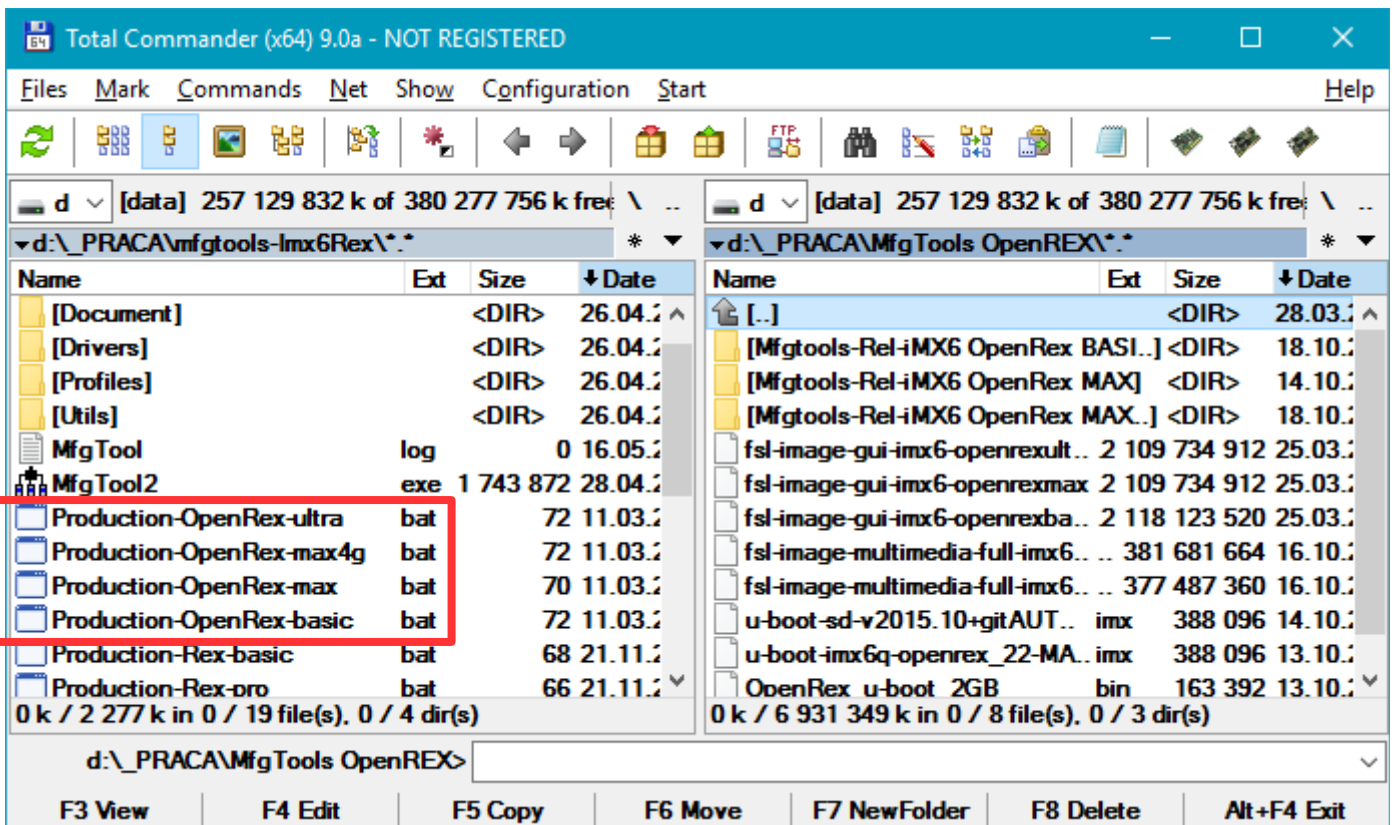 Total Commander (x64) 9.0a - NOT REGISTERED
Files Mark Commands Net Show Configuration Start Help
FTP
d [data] 257 129 832 k of 380 277 756 k free \ ..
d:\_PRACA\mfgtools-Imx6Rex\*.* * ▼
Name Ext Size Date
[Document] <DIR> 26.04.2
[Drivers] <DIR> 26.04.2
[Profiles] <DIR> 26.04.2
[Utils] <DIR> 26.04.2
MfgTool log 0 16.05.2
MfgTool2 exe 1 743 872 28.04.2
Production-OpenRex-ultra bat 72 11.03.2
Production-OpenRex-max4g bat 72 11.03.2
Production-OpenRex-max bat 70 11.03.2
Production-OpenRex-basic bat 72 11.03.2
Production-Rex-basic bat 68 21.11.2
Production-Rex-pro bat 66 21.11.2
0 k / 2 277 k in 0 / 19 file(s), 0 / 4 dir(s)
d [data] 257 129 832 k of 380 277 756 k free \ ..
d:\_PRACA\MfgTools OpenREX\*.* * ▼
Name Ext Size Date
[..] <DIR> 28.03.2
[Mfgtools-Rel-iMX6 OpenRex BASI..] <DIR> 18.10.2
[Mfgtools-Rel-iMX6 OpenRex MAX] <DIR> 14.10.2
[Mfgtools-Rel-iMX6 OpenRex MAX..] <DIR> 18.10.2
fsl-image-gui-imx6-openrexult.. 2 109 734 912 25.03.2
fsl-image-gui-imx6-openrexmax 2 109 734 912 25.03.2
fsl-image-gui-imx6-openrexba.. 2 118 123 520 25.03.2
fsl-image-multimedia-full-imx6.. .. 381 681 664 16.10.2
fsl-image-multimedia-full-imx6.. .. 377 487 360 16.10.2
u-boot-sd-v2015.10+gitAUT.. imx 388 096 14.10.2
u-boot-imx6q-openrex_22-MA.. imx 388 096 13.10.2
OpenRex_u-boot_2GB bin 163 392 13.10.2
0 k / 6 931 349 k in 0 / 8 file(s), 0 / 3 dir(s)
d:\_PRACA\MfgTools OpenREX>
F3 View F4 Edit F5 Copy F6 Move F7 NewFolder F8 Delete Alt+F4 Exit